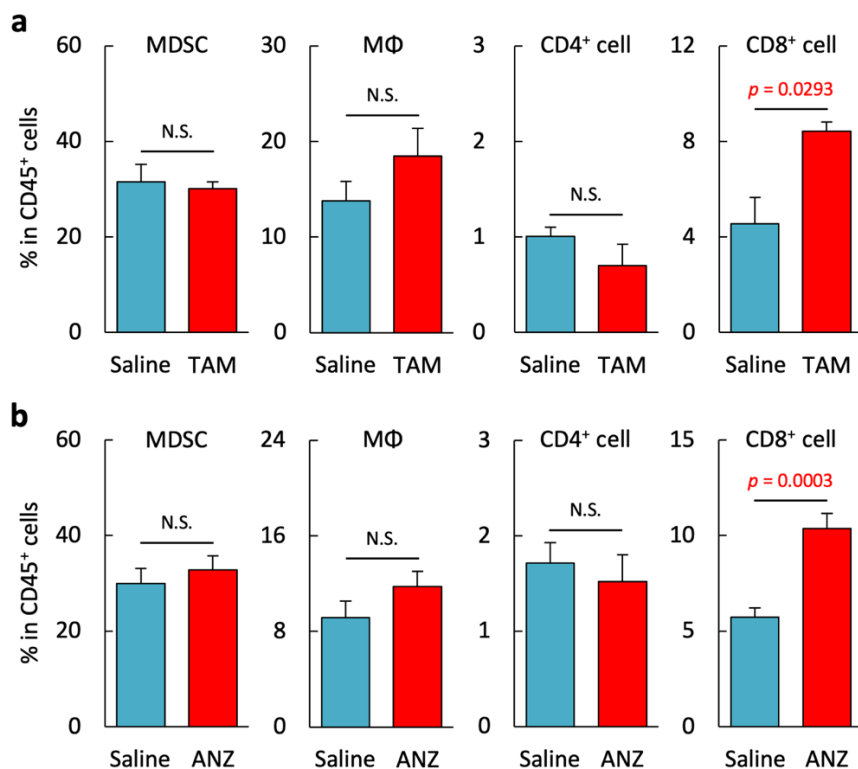 a
MDSC
MΦ
CD4⁺ cell
CD8⁺ cell
% in CD45⁺ cells
60
40
20
0
N.S.
Saline TAM
30
20
10
0
N.S.
Saline TAM
3
2
1
0
N.S.
Saline TAM
12
8
4
0
p = 0.0293
Saline TAM
b
MDSC
MΦ
CD4⁺ cell
CD8⁺ cell
% in CD45⁺ cells
60
40
20
0
N.S.
Saline ANZ
24
16
8
0
N.S.
Saline ANZ
3
2
1
0
N.S.
Saline ANZ
15
10
5
0
p = 0.0003
Saline ANZ